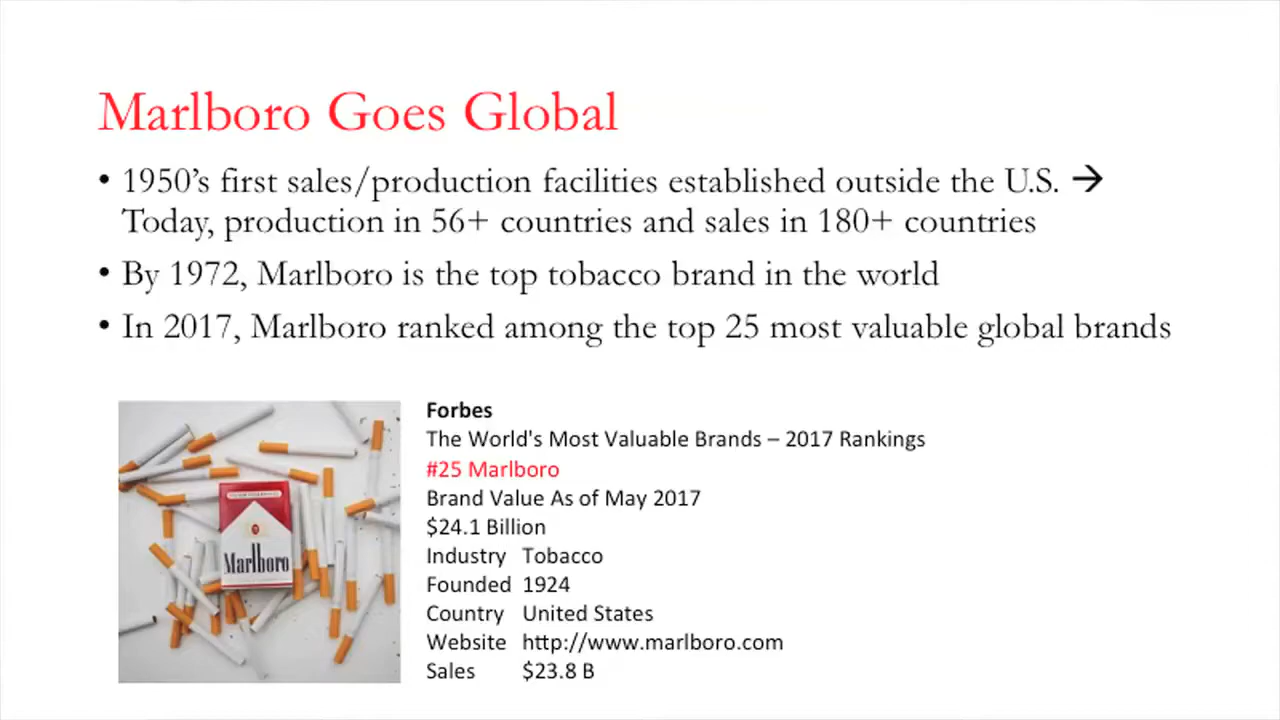 Marlboro Goes Global
• 1950’s first sales/production facilities established outside the U.S. →
Today, production in 56+ countries and sales in 180+ countries
• By 1972, Marlboro is the top tobacco brand in the world
• In 2017, Marlboro ranked among the top 25 most valuable global brands
Marlboro
Forbes
The World's Most Valuable Brands – 2017 Rankings
#25 Marlboro
Brand Value As of May 2017
$24.1 Billion
Industry Tobacco
Founded 1924
Country United States
Website http://www.marlboro.com
Sales $23.8 B